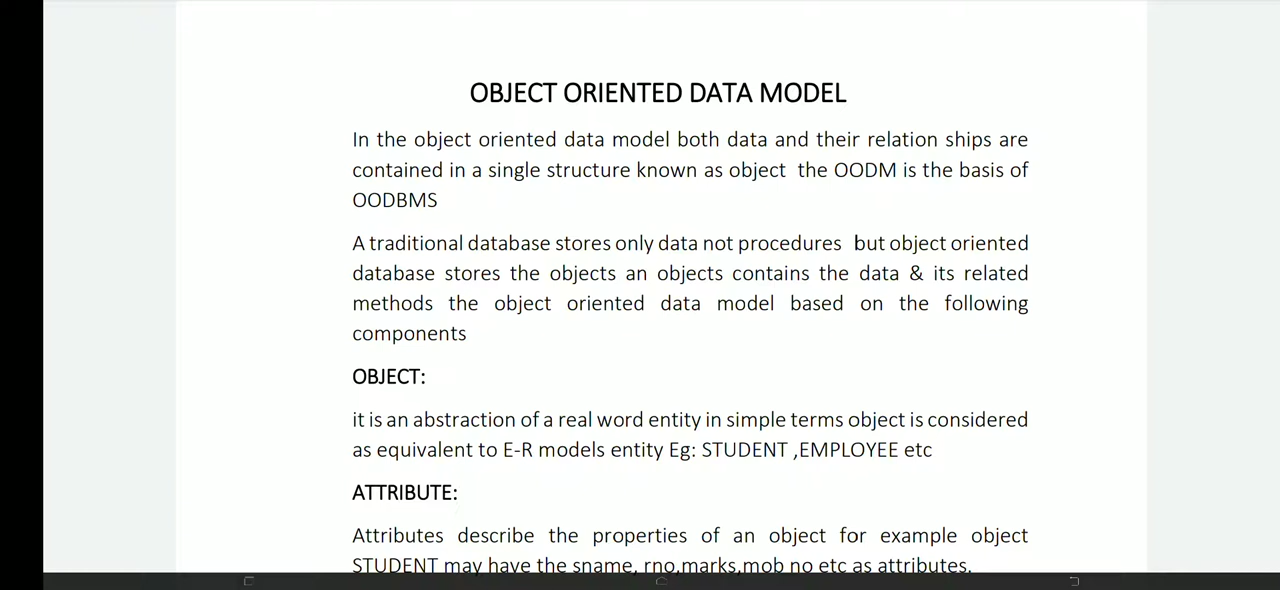 OBJECT ORIENTED DATA MODEL
In the object oriented data model both data and their relation ships are
contained in a single structure known as object  the OODM is the basis of
OODBMS
A traditional database stores only data not procedures  but object oriented
database stores the objects an objects contains the data & its related
methods the object oriented data model based on the following
components
OBJECT:
it is an abstraction of a real word entity in simple terms object is considered
as equivalent to E-R models entity Eg: STUDENT ,EMPLOYEE etc
ATTRIBUTE:
Attributes describe the properties of an object for example object
STUDENT may have the sname, rno,marks,mob no etc as attributes.